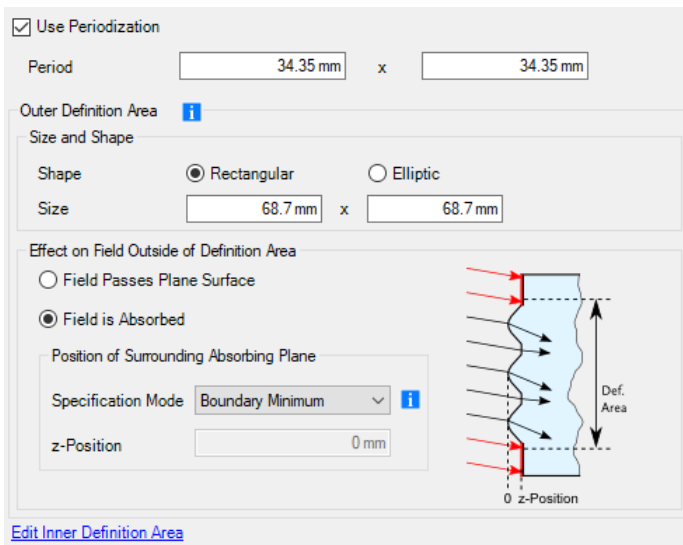 Use Periodization
Period 34.35 mm x 34.35 mm
Outer Definition Area i
Size and Shape
Shape Rectangular Elliptic
Size 68.7 mm x 68.7 mm
Effect on Field Outside of Definition Area
Field Passes Plane Surface
Field is Absorbed
Position of Surrounding Absorbing Plane
Specification Mode Boundary Minimum i
z-Position 0 mm
Def.
Area
0 z-Position
Edit Inner Definition Area